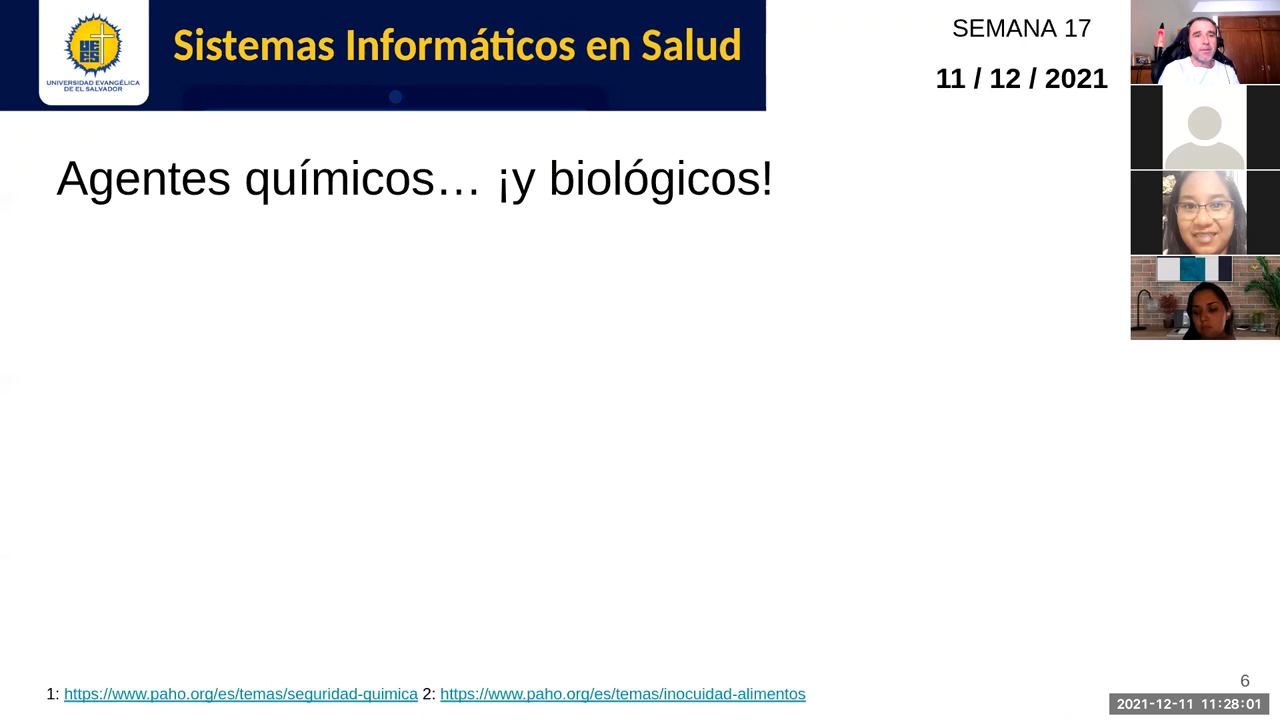 UNIVERSIDAD EVANGÉLICA
DE EL SALVADOR
Sistemas Informáticos en Salud
SEMANA 17
11 / 12 / 2021
Agentes químicos… ¡y biológicos!
1: https://www.paho.org/es/temas/seguridad-quimica 2: https://www.paho.org/es/temas/inocuidad-alimentos
6
2021-12-11 11:28:01